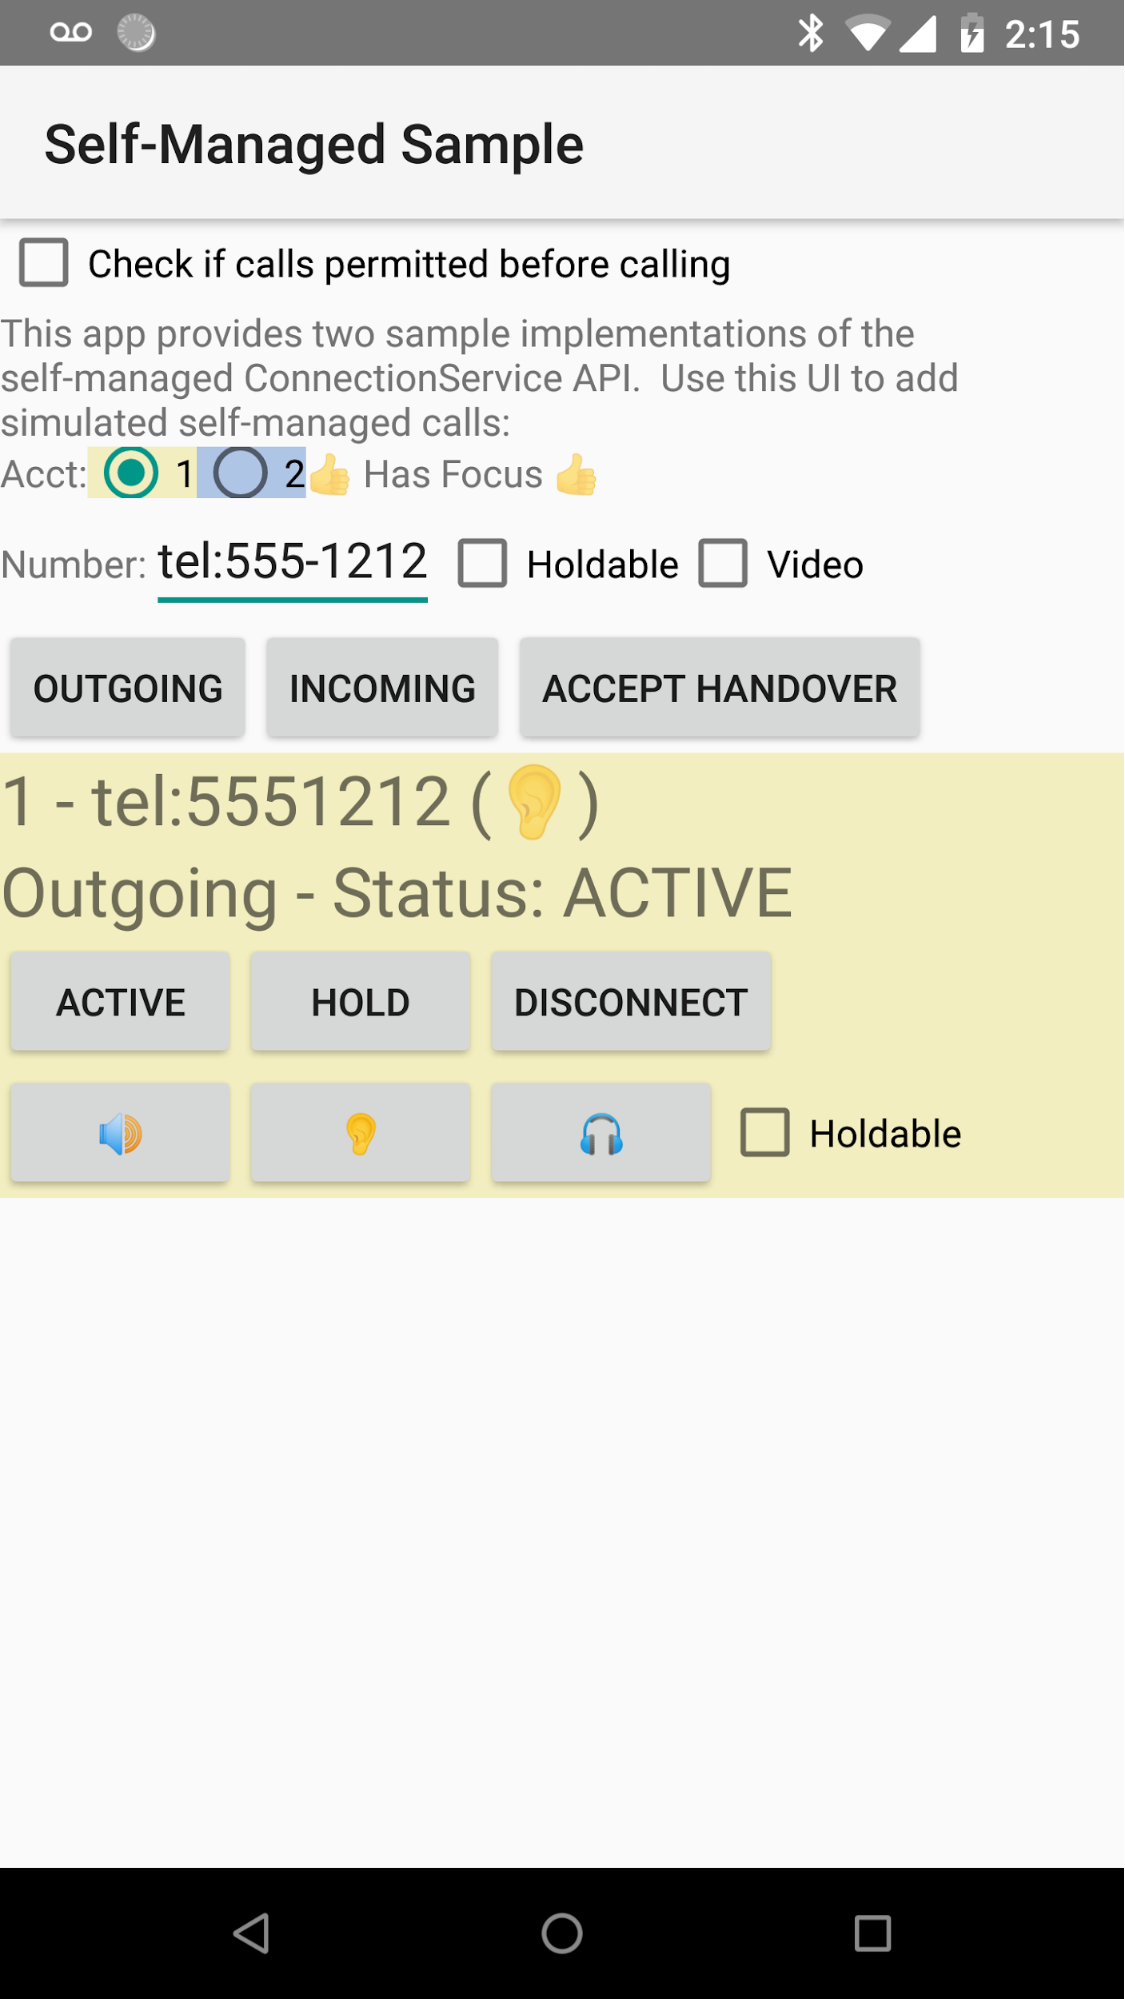 2:15
Self-Managed Sample
Check if calls permitted before calling
This app provides two sample implementations of the
self-managed ConnectionService API.  Use this UI to add
simulated self-managed calls:
Acct: 1 2👍 Has Focus 👍
Number: tel:555-1212 Holdable Video
OUTGOING INCOMING ACCEPT HANDOVER
1 - tel:5551212 (👂)
Outgoing - Status: ACTIVE
ACTIVE HOLD DISCONNECT
🔊 👂 🎧 Holdable